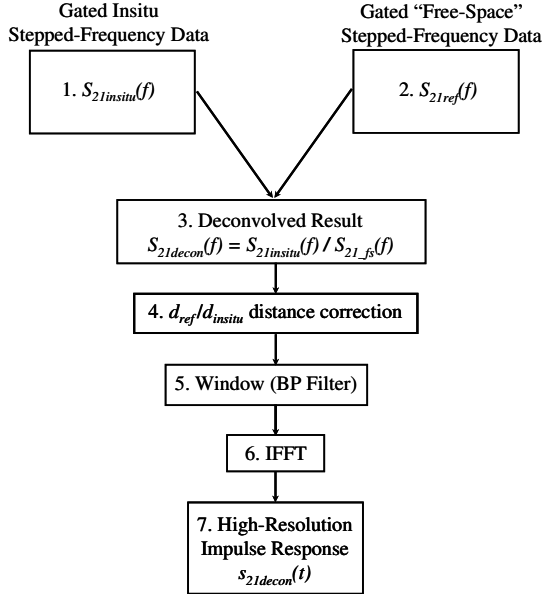 Gated Insitu
Stepped-Frequency Data
Gated “Free-Space”
Stepped-Frequency Data
1. S21insitu(f)
2. S21ref(f)
3. Deconvolved Result
S21decon(f) = S21insitu(f) / S21_fs(f)
4. dref/dinsitu distance correction
5. Window (BP Filter)
6. IFFT
7. High-Resolution
Impulse Response
s21decon(t)